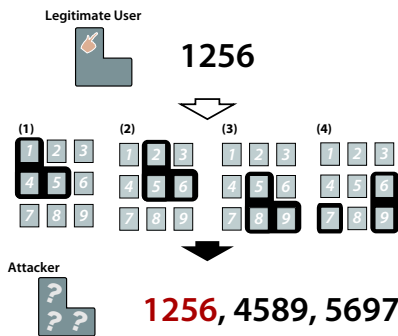 Legitimate User
1256
(1) (2) (3) (4)
1 2 3 1 2 3 1 2 3 1 2 3
4 5 6 4 5 6 4 5 6 4 5 6
7 8 9 7 8 9 7 8 9 7 8 9
Attacker
?
? ?
1256, 4589, 5697